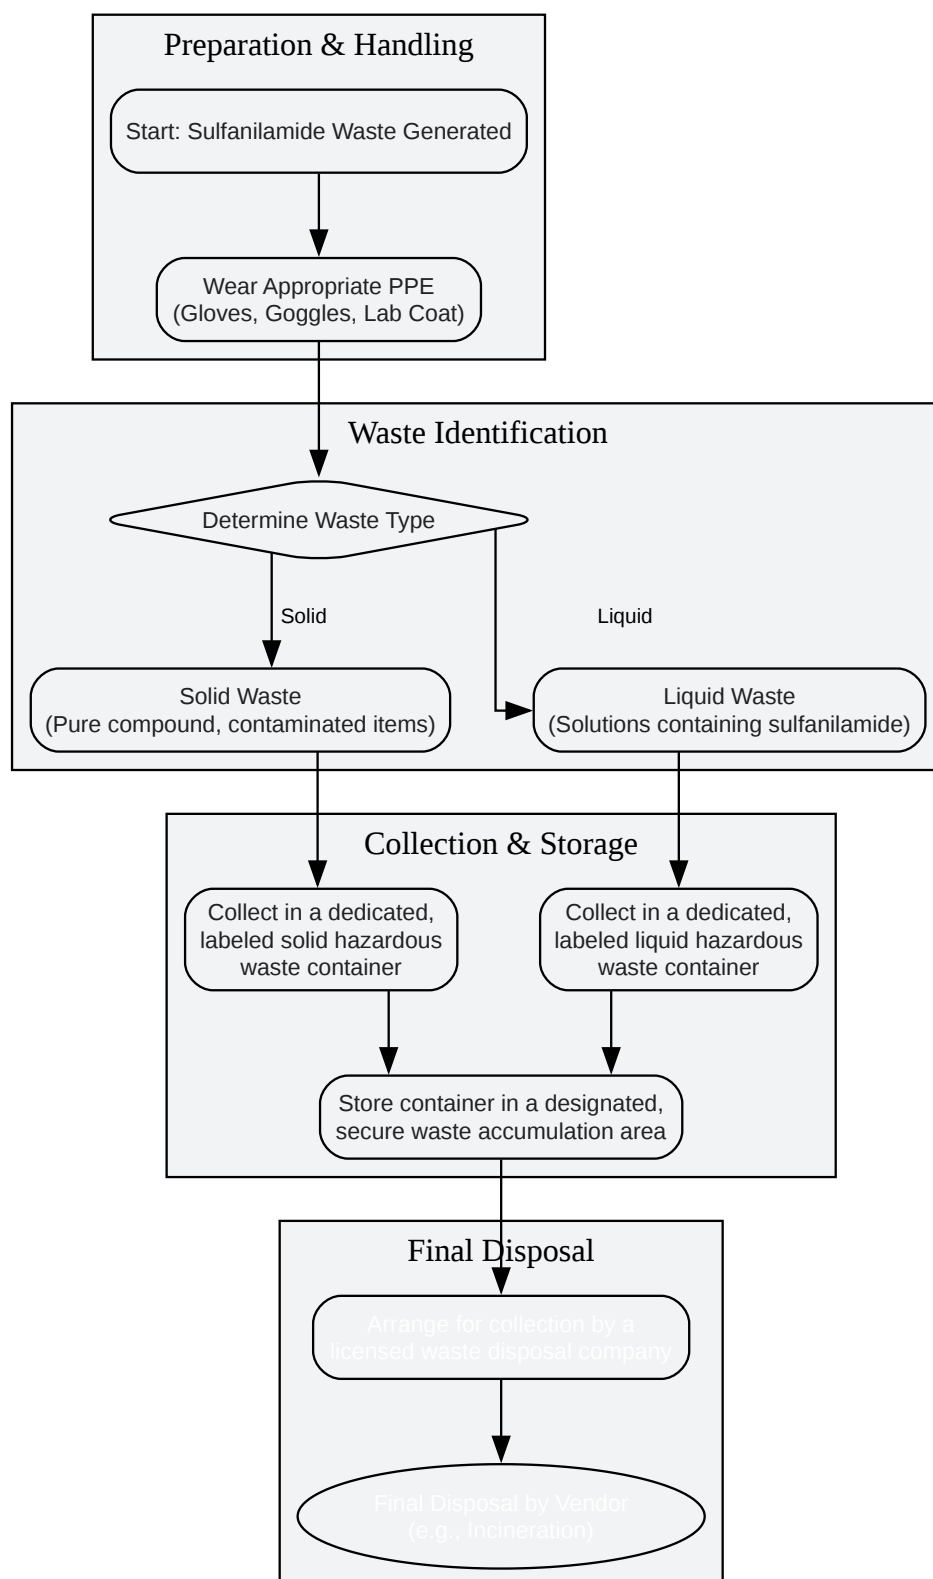 Preparation & Handling
Start: Sulfanilamide Waste Generated
Wear Appropriate PPE
(Gloves, Goggles, Lab Coat)
Waste Identification
Determine Waste Type
Solid
Liquid
Solid Waste
(Pure compound, contaminated items)
Liquid Waste
(Solutions containing sulfanilamide)
Collection & Storage
Collect in a dedicated,
labeled solid hazardous
waste container
Collect in a dedicated,
labeled liquid hazardous
waste container
Store container in a designated,
secure waste accumulation area
Final Disposal
Arrange for collection by a
licensed waste disposal company
Final Disposal by Vendor
(e.g., Incineration)